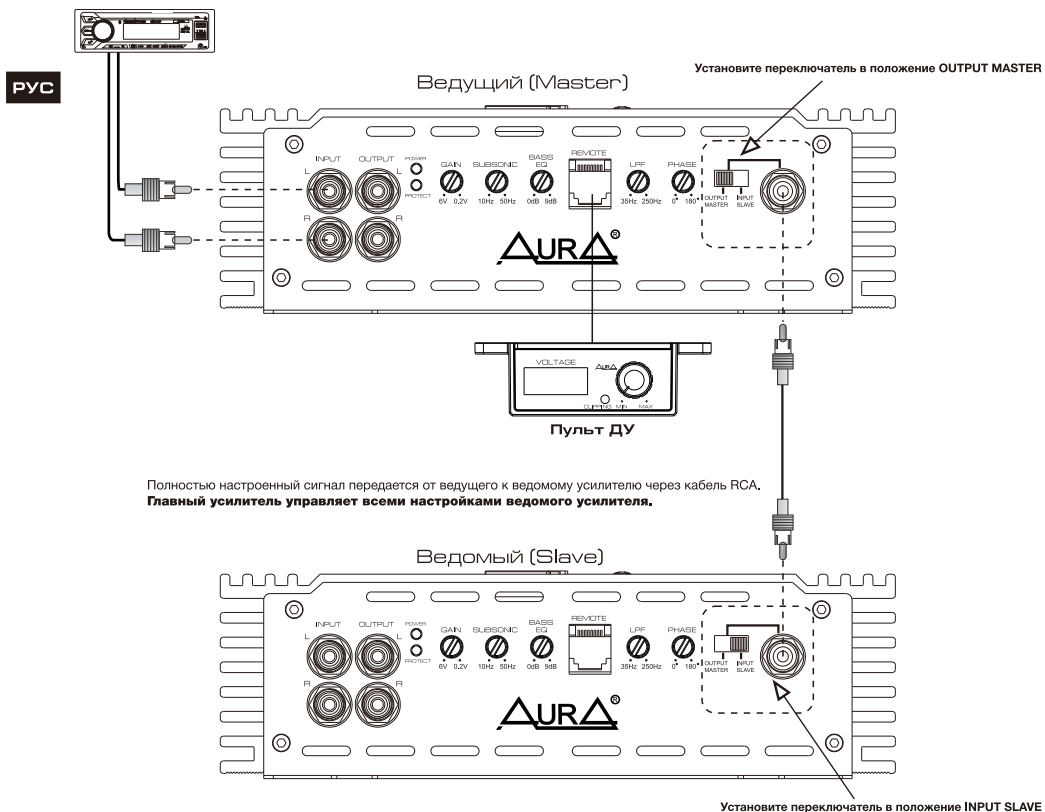 РУС
Установите переключатель в положение OUTPUT MASTER
Ведущий (Master)
INPUT OUTPUT POWER GAIN SUBSONIC BASS EQ REMOTE LPF PHASE
L L
PROTECT
6V 0.2V 10Hz 50Hz 0dB 9dB 35Hz 250Hz 0° 180°
OUTPUT MASTER INPUT SLAVE
R R
AURA®
VOLTAGE AURA
CLIPPING MIN MAX
Пульт ДУ
Полностью настроенный сигнал передается от ведущего к ведомому усилителю через кабель RCA.
Главный усилитель управляет всеми настройками ведомого усилителя.
Ведомый (Slave)
INPUT OUTPUT POWER GAIN SUBSONIC BASS EQ REMOTE LPF PHASE
L L
PROTECT
6V 0.2V 10Hz 50Hz 0dB 9dB 35Hz 250Hz 0° 180°
OUTPUT MASTER INPUT SLAVE
R R
AURA®
Установите переключатель в положение INPUT SLAVE